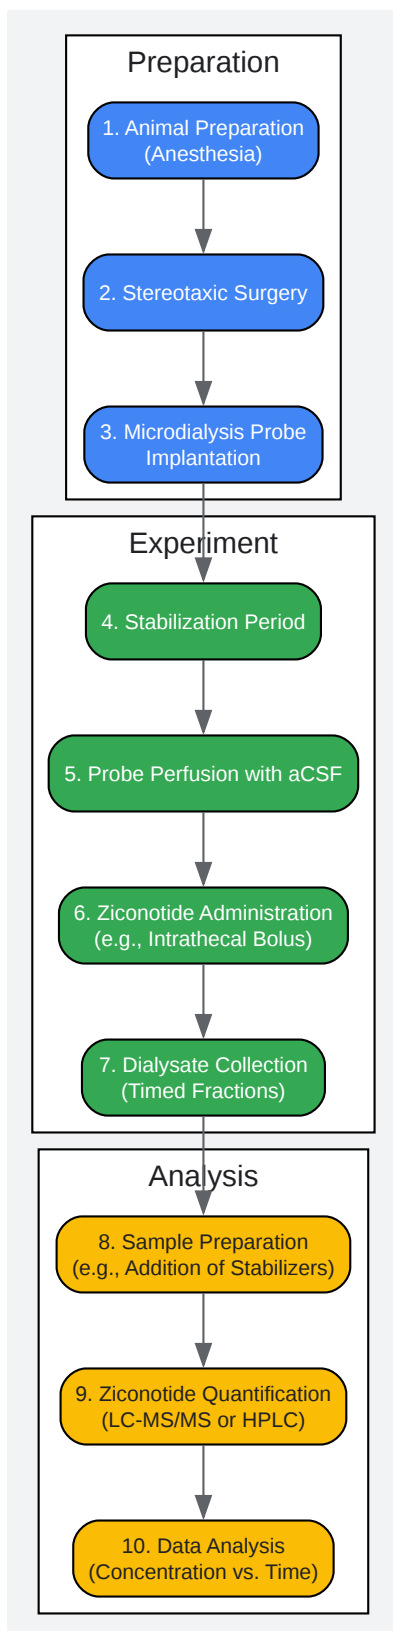 Preparation
1. Animal Preparation
(Anesthesia)
2. Stereotaxic Surgery
3. Microdialysis Probe
Implantation
Experiment
4. Stabilization Period
5. Probe Perfusion with aCSF
6. Ziconotide Administration
(e.g., Intrathecal Bolus)
7. Dialysate Collection
(Timed Fractions)
Analysis
8. Sample Preparation
(e.g., Addition of Stabilizers)
9. Ziconotide Quantification
(LC-MS/MS or HPLC)
10. Data Analysis
(Concentration vs. Time)